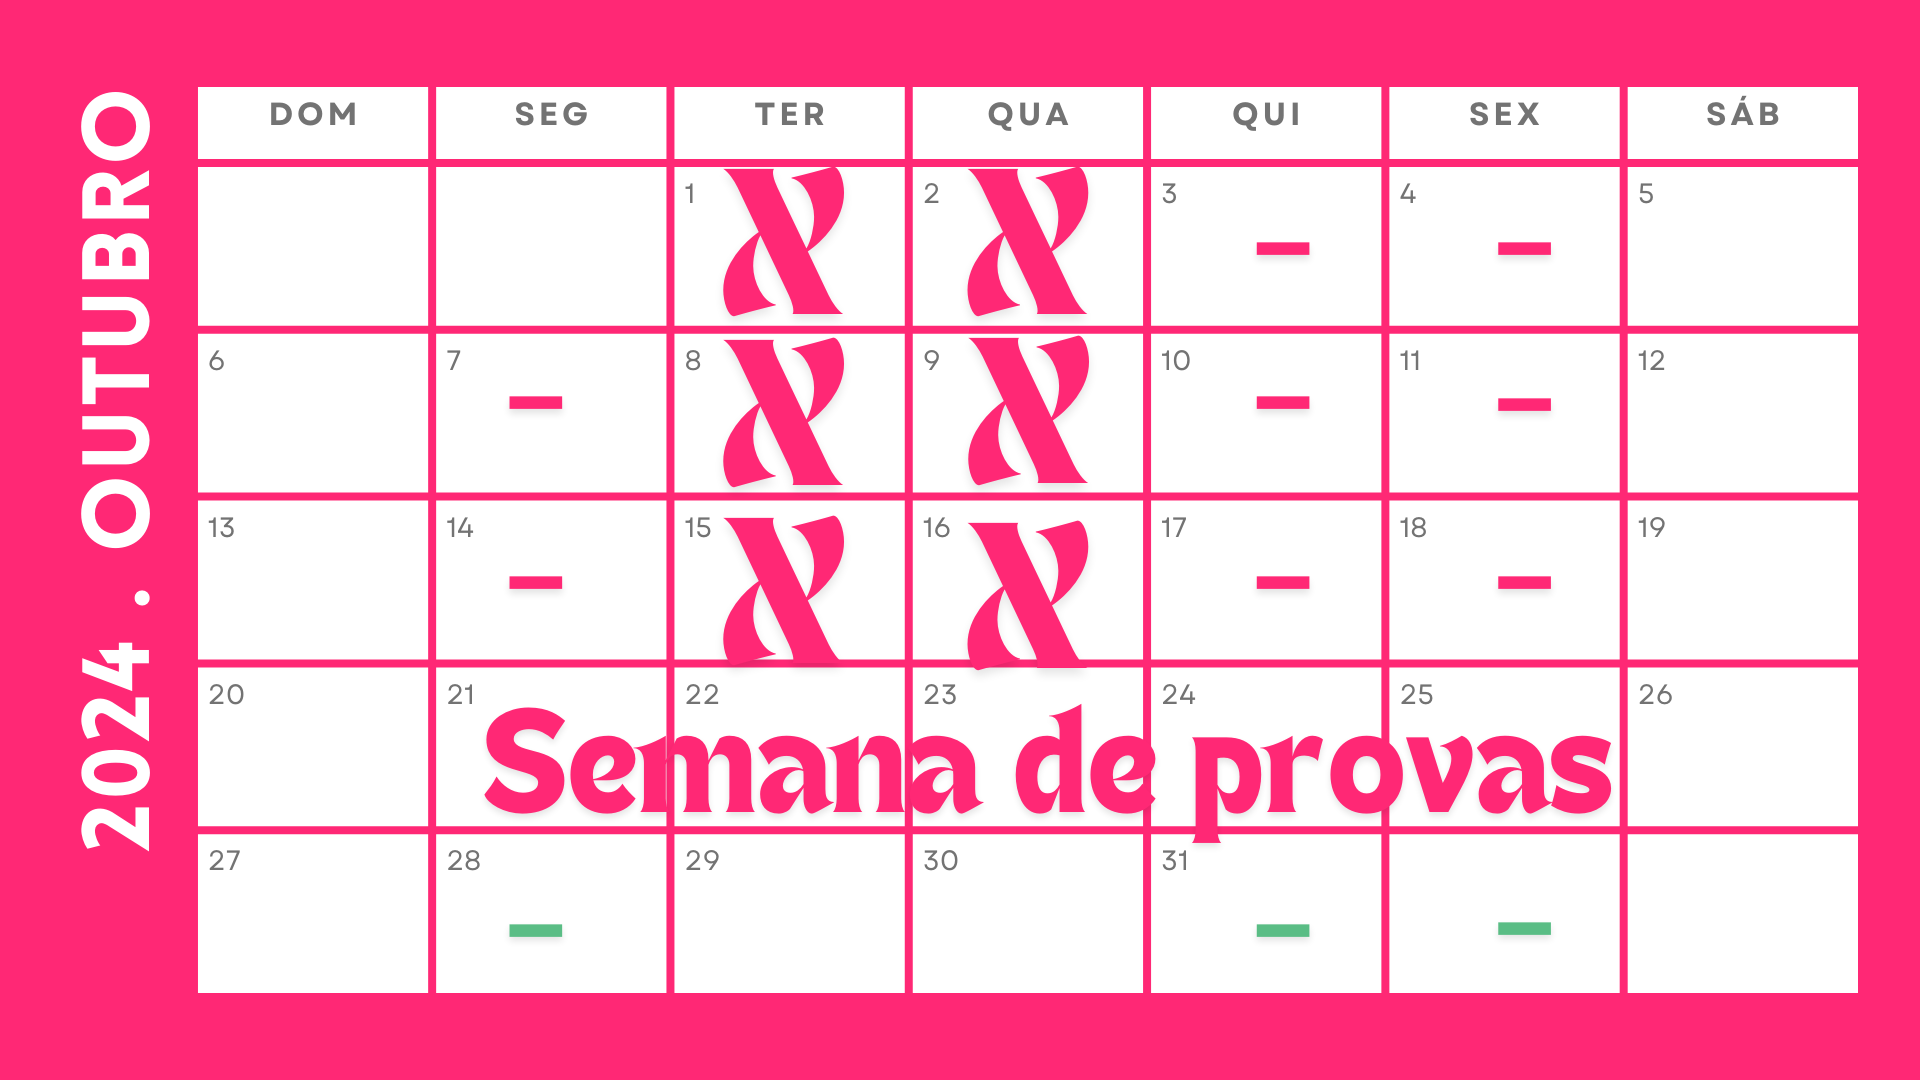 2024 . OUTUBRO
DOM SEG TER QUA QUI SEX SÁB
1 X 2 X 3 - 4 - 5
6 7 - 8 X 9 X 10 - 11 - 12
13 14 - 15 X 16 X 17 - 18 - 19
20 21 22 23 24 25 26
Semana de provas
27 28 - 29 30 31 - -